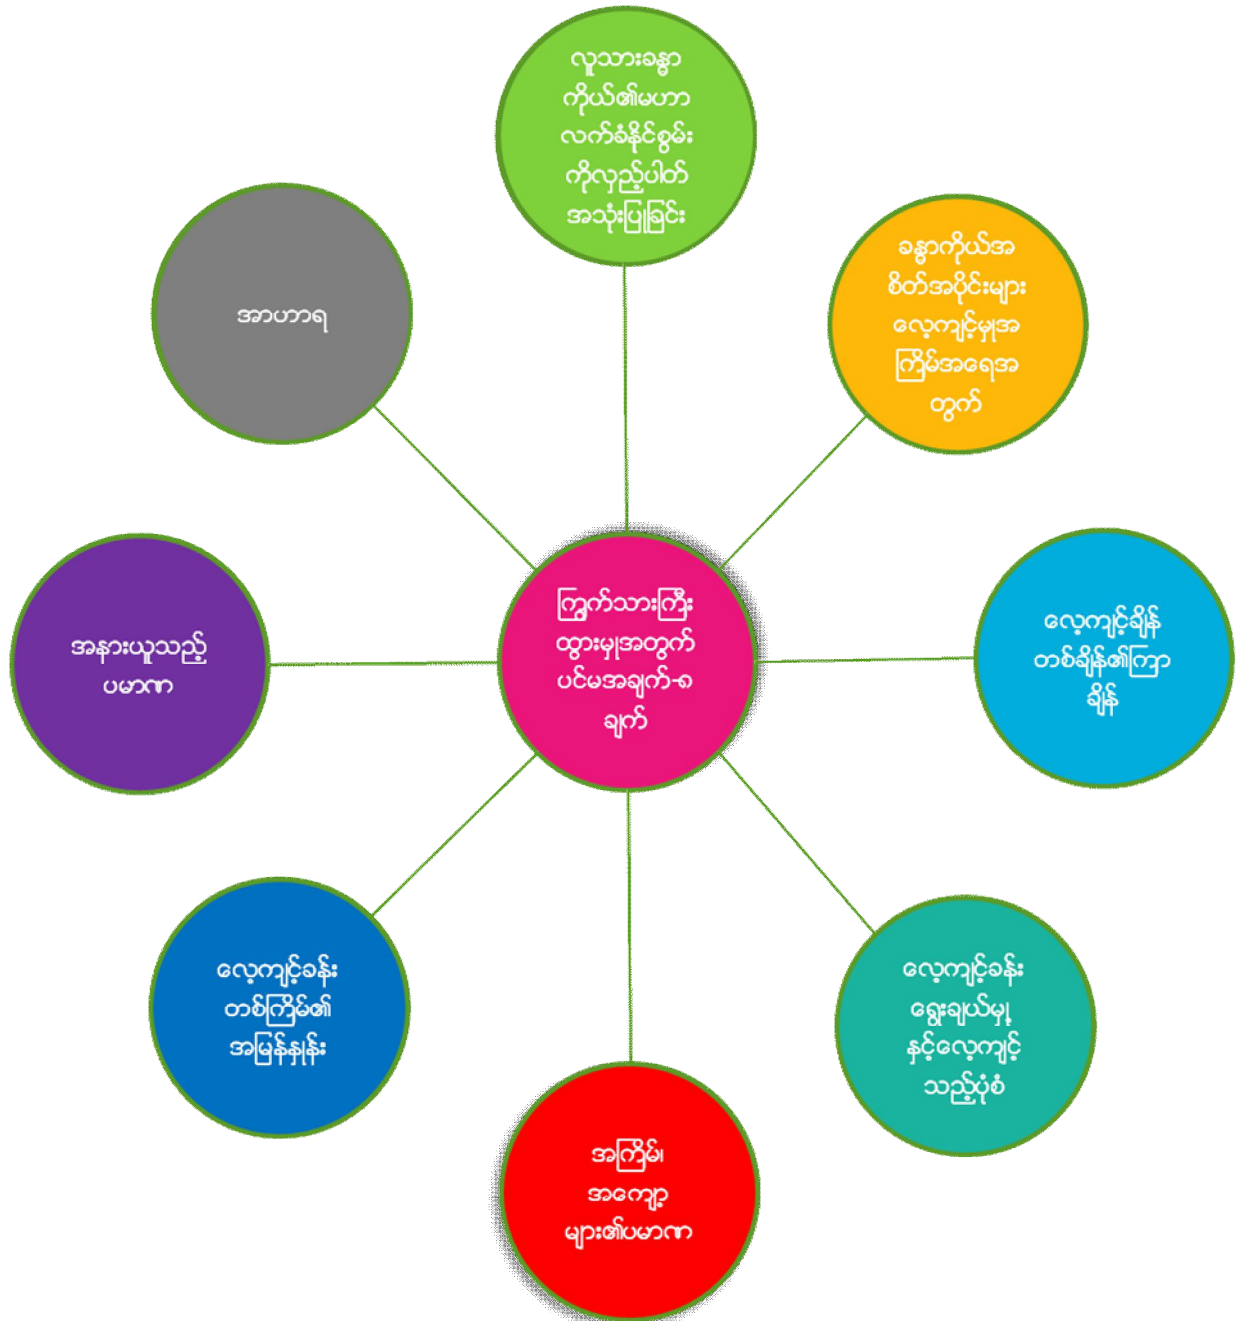 လူသားခန္ဓာ
ကိုယ်၏မဟာ
လက်ခံနိုင်စွမ်း
ကိုလှည့်ပါတ်
အသုံးပြုခြင်း
ခန္ဓာကိုယ်အ
စိတ်အပိုင်းများ
လေ့ကျင့်မှုအ
ကြိမ်အရေအ
တွက်
လေ့ကျင့်ချိန်
တစ်ချိန်၏ကြာ
ချိန်
လေ့ကျင့်ခန်း
ရွေးချယ်မှု
နှင့်လေ့ကျင့်
သည့်ပုံစံ
အကြိမ်၊
အကျော့
များ၏ပမာဏ
လေ့ကျင့်ခန်း
တစ်ကြိမ်၏
အမြန်နှုန်း
အနားယူသည့်
ပမာဏ
အာဟာရ
ကြွက်သားကြီး
ထွားမှုအတွက်
ပင်မအချက်-၈
ချက်